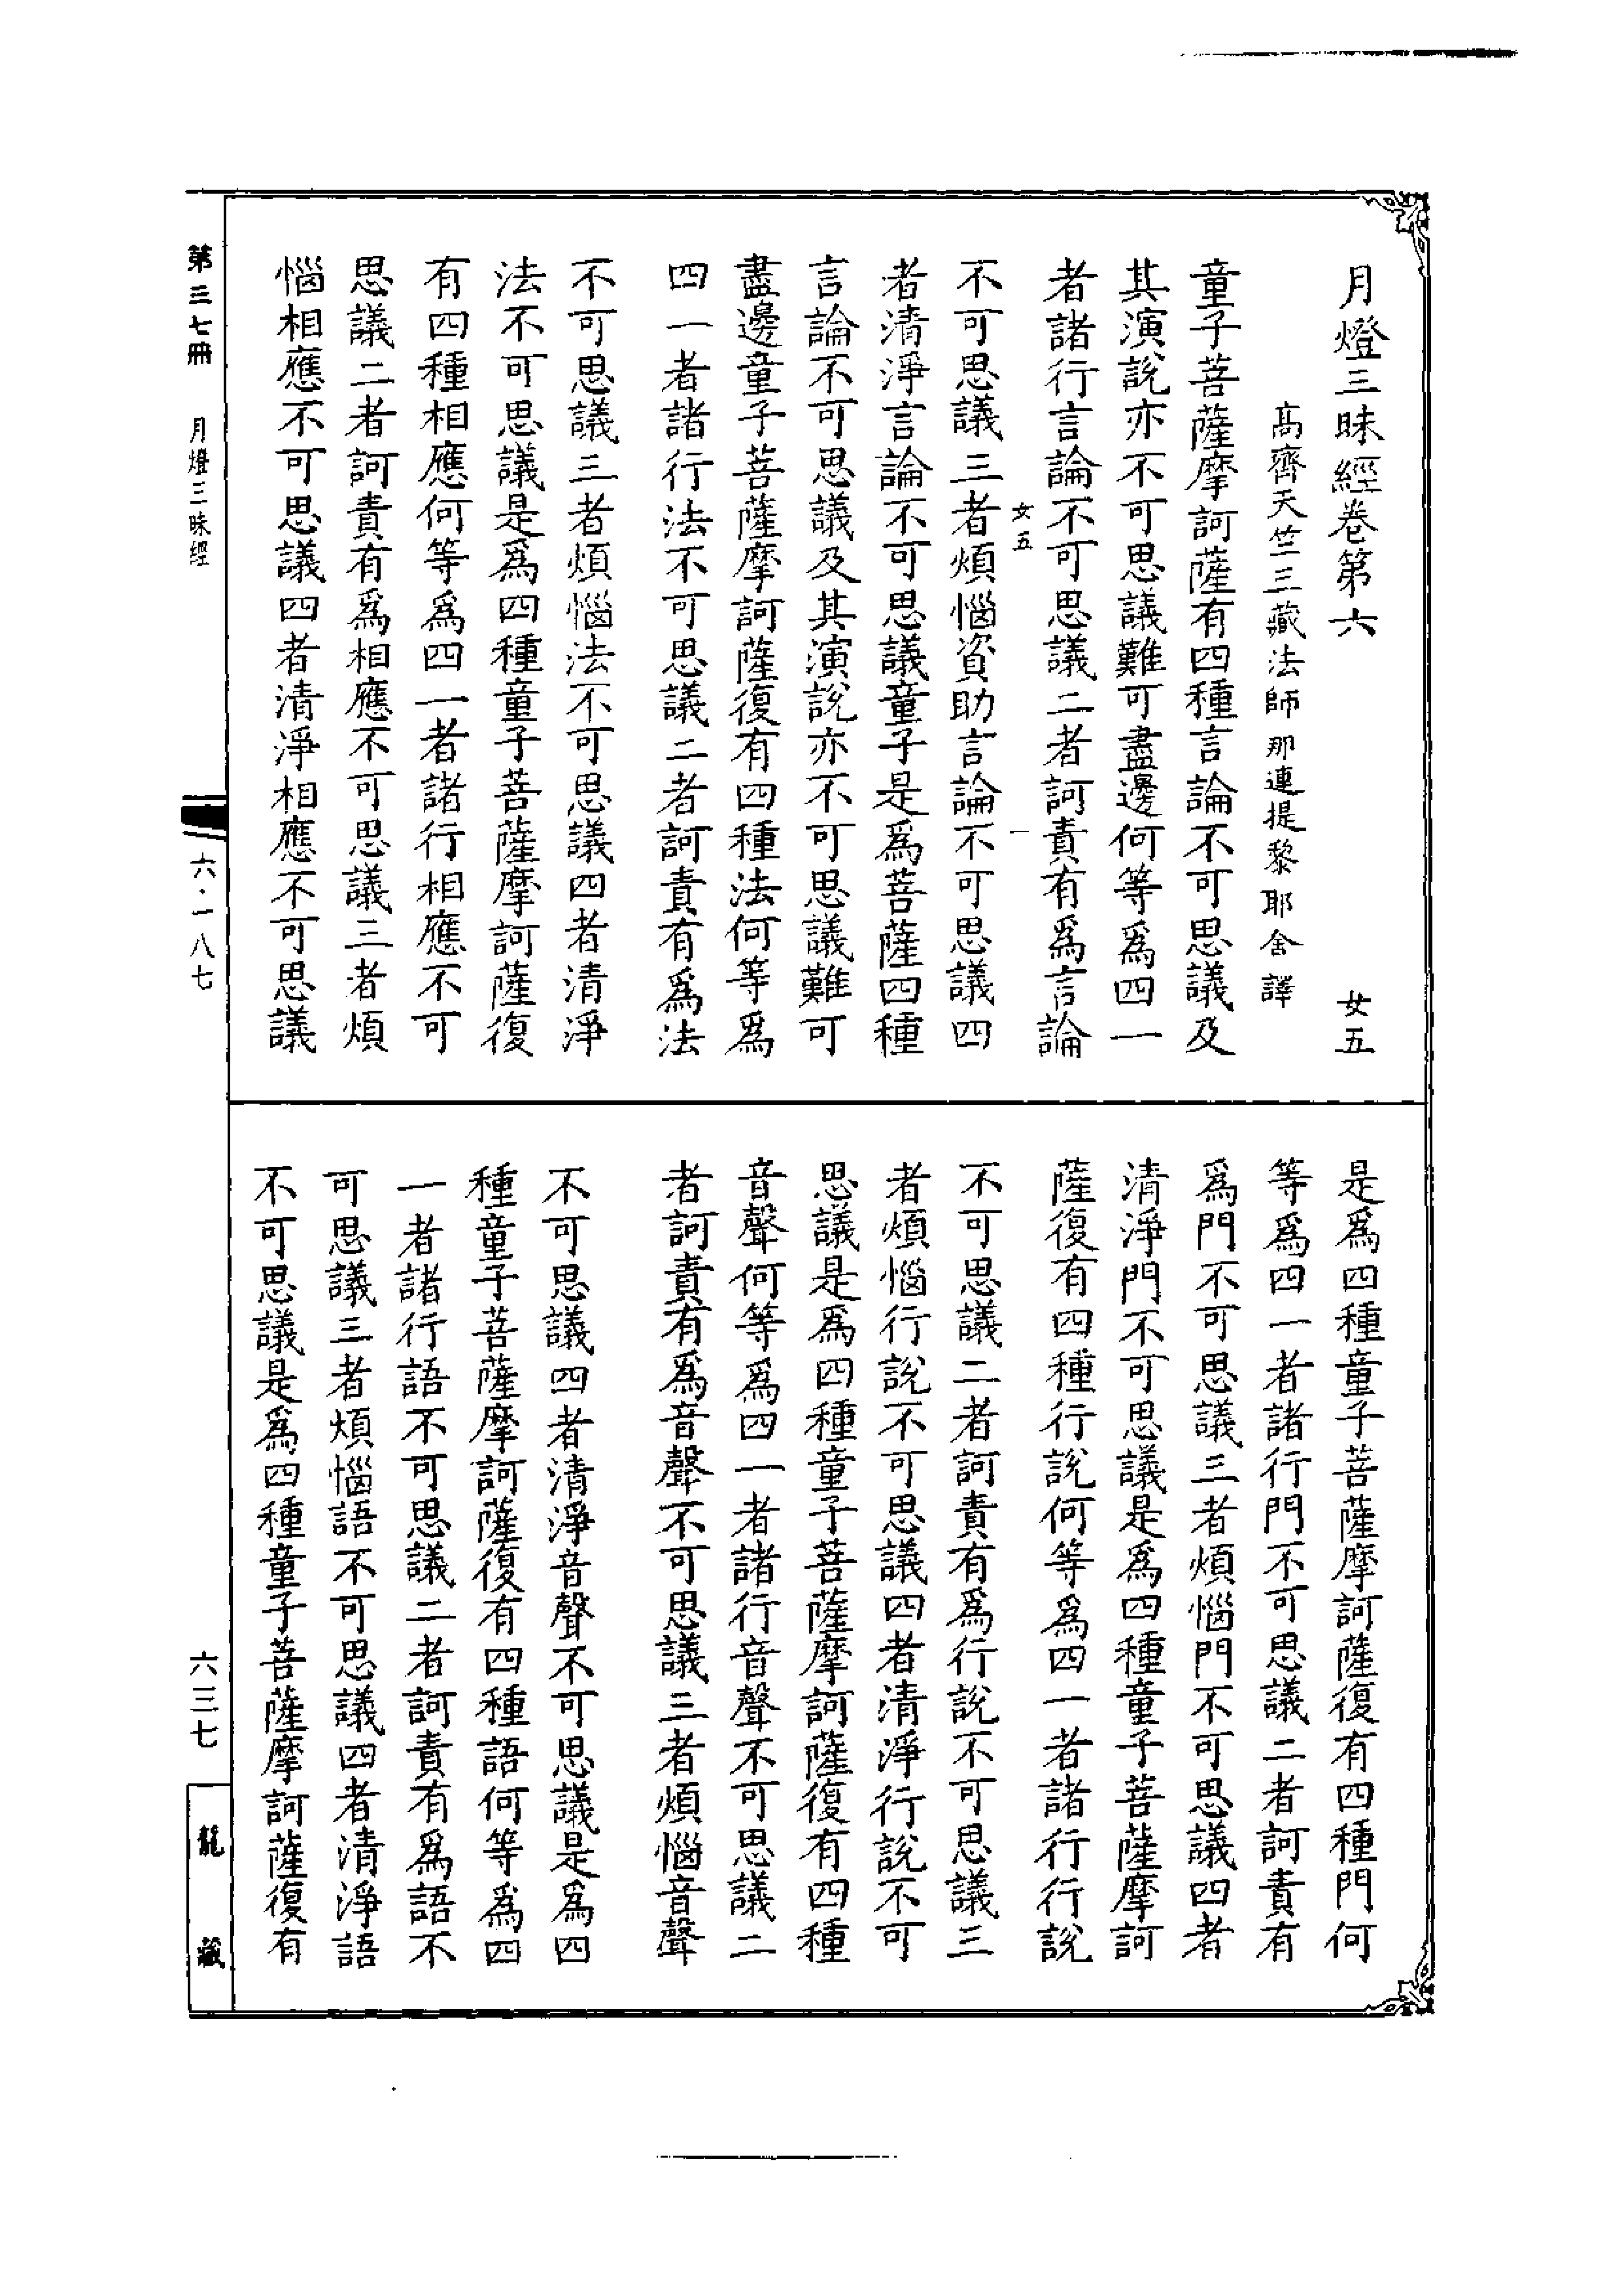 月燈三昧經卷第六 女五
高齊天竺三藏法師那連提黎耶舍譯
童子菩薩摩訶薩有四種言論不可思議及
其演說亦不可思議難可盡邊何等為四一
者諸行言論不可思議二者訶責有為言論
女五 一
不可思議三者煩惱資助言論不可思議四
者清淨言論不可思議童子是為菩薩四種
言論不可思議及其演說亦不可思議難可
盡邊童子菩薩摩訶薩復有四種法何等為
四一者諸行法不可思議二者訶責有為法
不可思議三者煩惱法不可思議四者清淨
法不可思議是為四種童子菩薩摩訶薩復
有四種相應何等為四一者諸行相應不可
思議二者訶責有為相應不可思議三者煩
惱相應不可思議四者清淨相應不可思議
是為四種童子菩薩摩訶薩復有四種門何
等為四一者諸行門不可思議二者訶責有
為門不可思議三者煩惱門不可思議四者
清淨門不可思議是為四種童子菩薩摩訶
薩復有四種行說何等為四一者諸行行說
不可思議二者訶責有為行說不可思議三
者煩惱行說不可思議四者清淨行說不可
思議是為四種童子菩薩摩訶薩復有四種
音聲何等為四一者諸行音聲不可思議二
者訶責有為音聲不可思議三者煩惱音聲
不可思議四者清淨音聲不可思議是為四
種童子菩薩摩訶薩復有四種語何等為四
一者諸行語不可思議二者訶責有為語不
可思議三者煩惱語不可思議四者清淨語
不可思議是為四種童子菩薩摩訶薩復有
第三七冊 月燈三昧經 六·一八七
六三七 龍藏